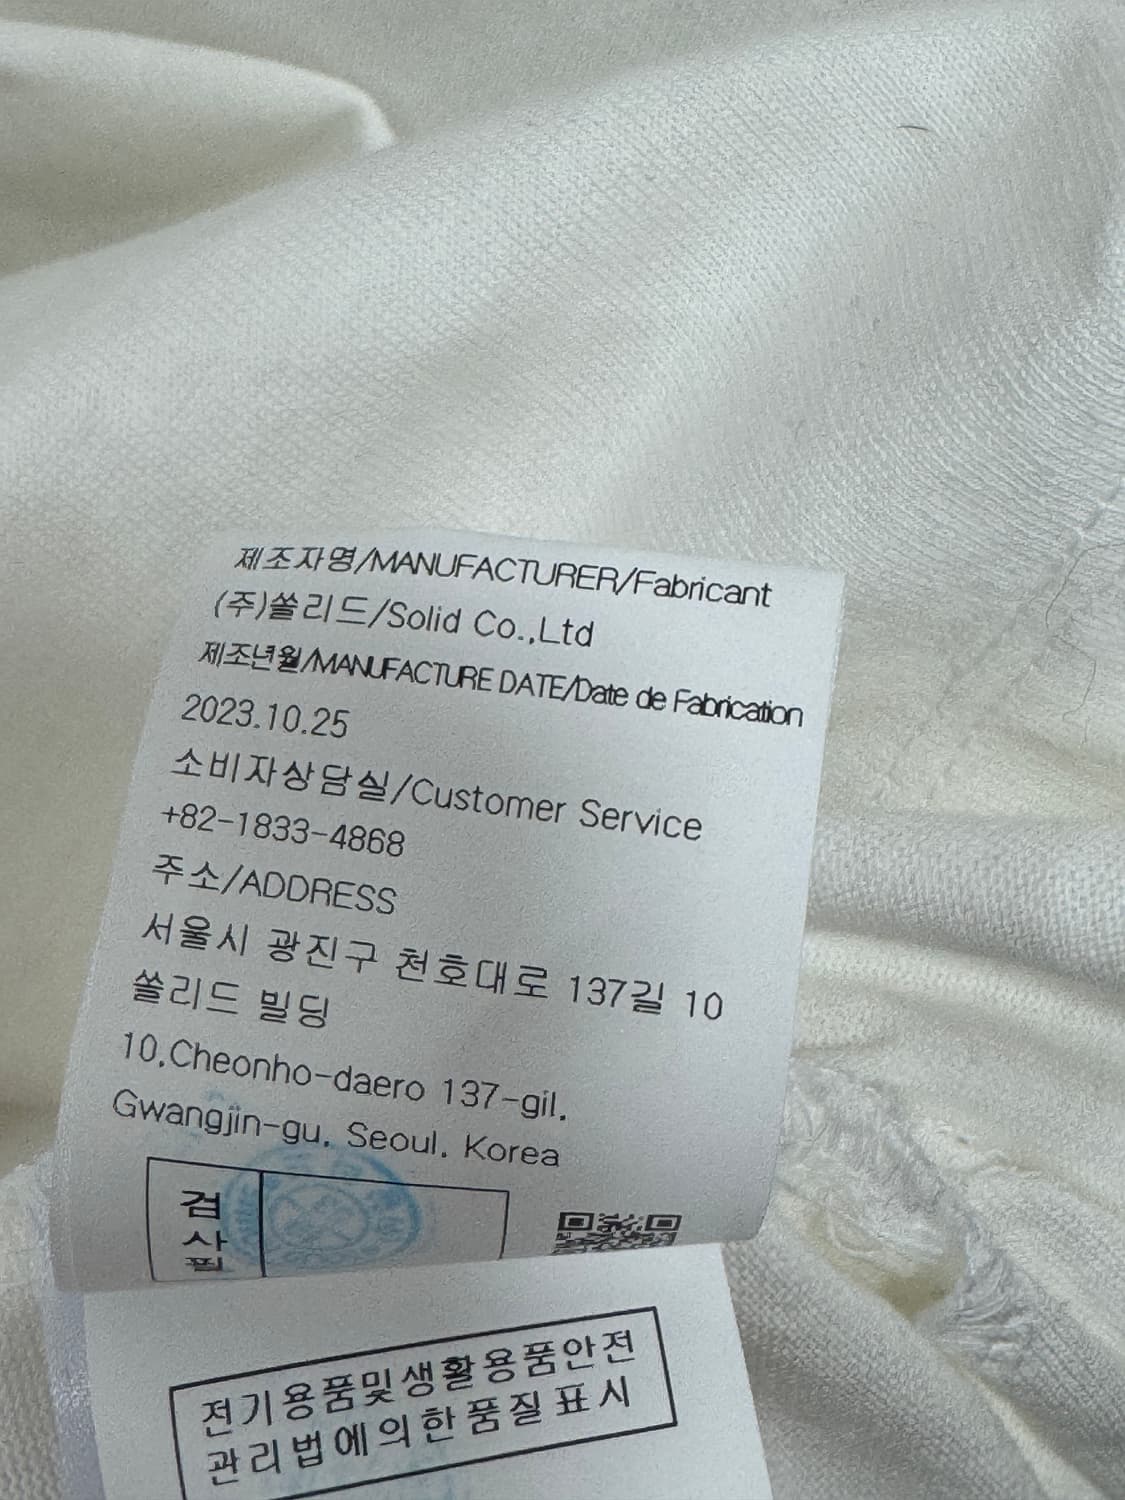 제조자명/MANUFACTURER/Fabricant
(주)쏠리드/Solid Co.,Ltd
제조년월/MANUFACTURE DATE/Date de Fabrication
2023.10.25
소비자상담실/Customer Service
+82-1833-4868
주소/ADDRESS
서울시 광진구 천호대로 137길 10
쏠리드 빌딩
10,Cheonho-daero 137-gil,
Gwangjin-gu, Seoul, Korea
검
사
필
전기용품및생활용품안전
관리법에의한품질표시